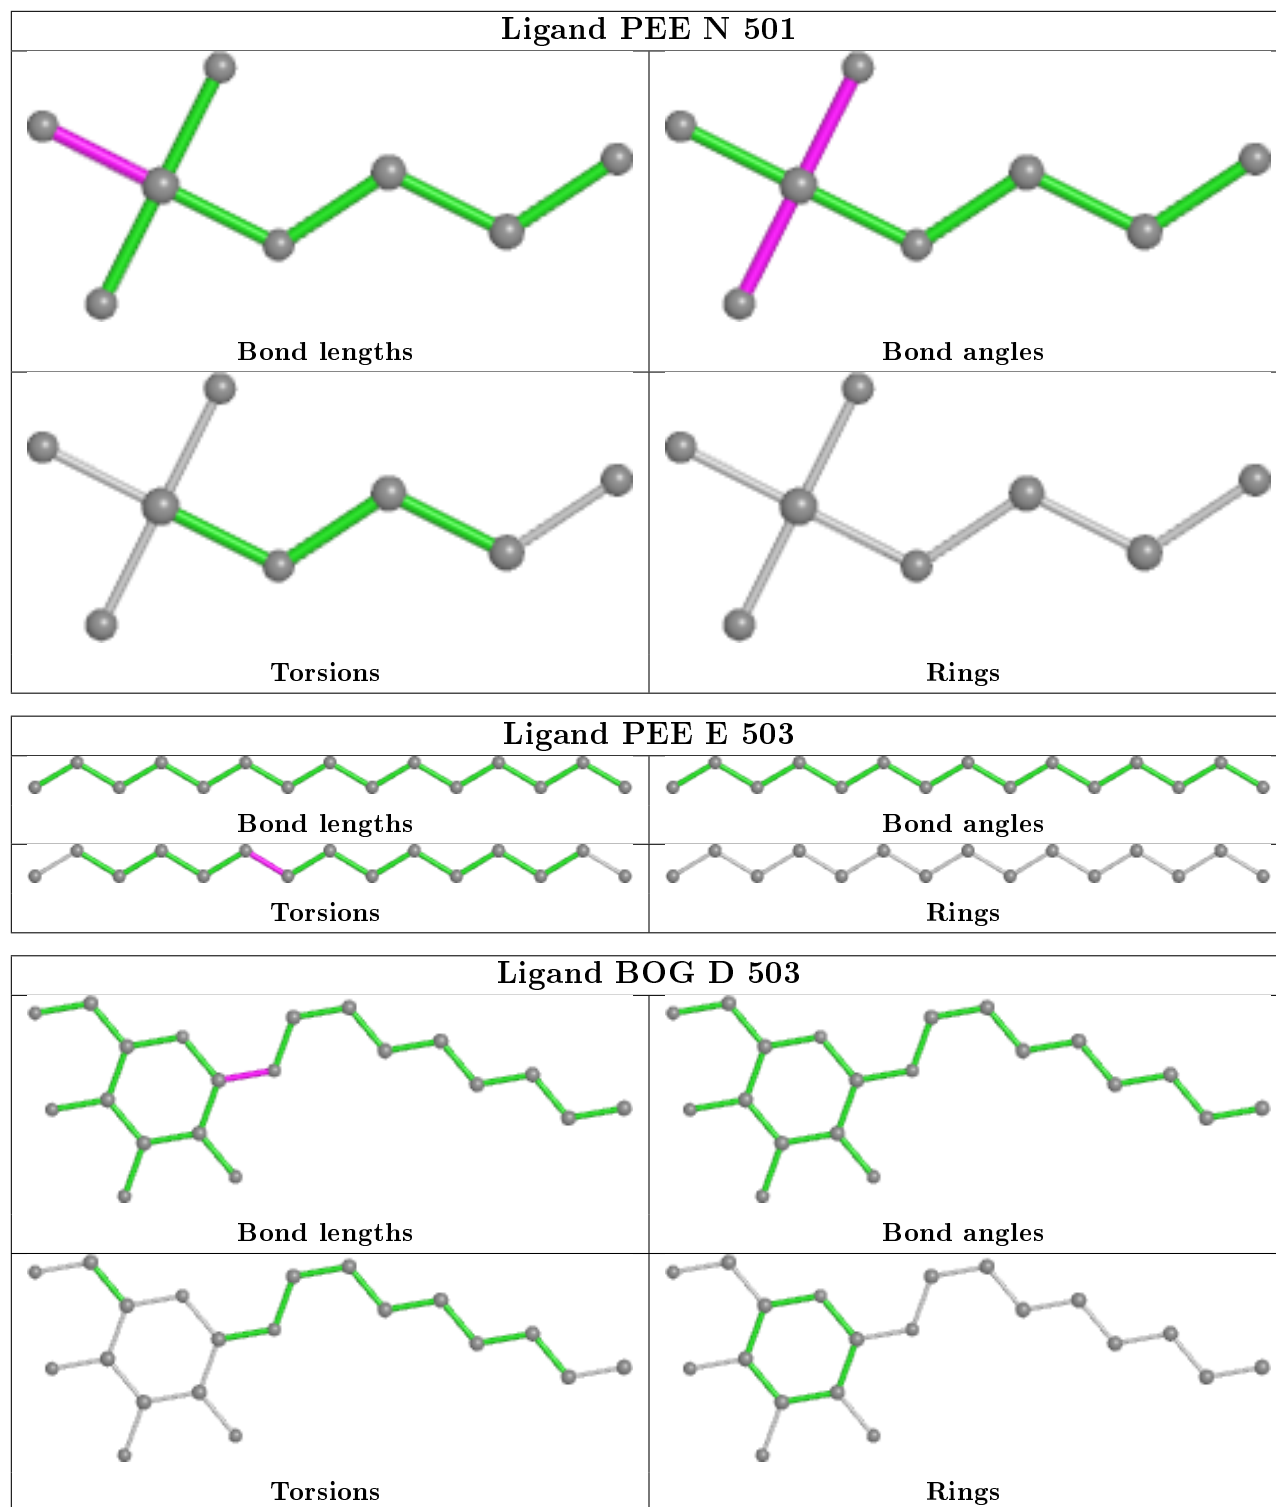 Ligand PEE N 501
Bond lengths
Bond angles
Torsions
Rings
Ligand PEE E 503
Bond lengths
Bond angles
Torsions
Rings
Ligand BOG D 503
Bond lengths
Bond angles
Torsions
Rings